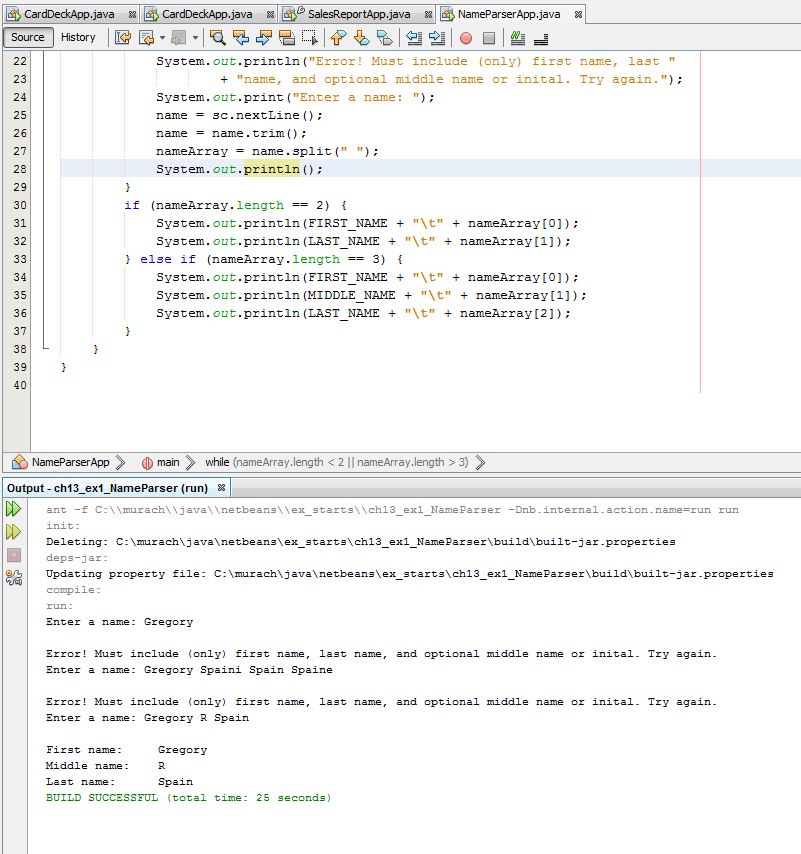 CardDeckApp.java CardDeckApp.java SalesReportApp.java NameParserApp.java
Source History
22 System.out.println("Error! Must include (only) first name, last "
23 + "name, and optional middle name or inital. Try again.");
24 System.out.print("Enter a name: ");
25 name = sc.nextLine();
26 name = name.trim();
27 nameArray = name.split(" ");
28 System.out.println();
29 }
30 if (nameArray.length == 2) {
31 System.out.println(FIRST_NAME + "\t" + nameArray[0]);
32 System.out.println(LAST_NAME + "\t" + nameArray[1]);
33 } else if (nameArray.length == 3) {
34 System.out.println(FIRST_NAME + "\t" + nameArray[0]);
35 System.out.println(MIDDLE_NAME + "\t" + nameArray[1]);
36 System.out.println(LAST_NAME + "\t" + nameArray[2]);
37 }
38 }
39 }
40
NameParserApp main while (nameArray.length < 2 || nameArray.length > 3)
Output - ch13_ex1_NameParser (run)
ant -f C:\\murach\\java\\netbeans\\ex_starts\\ch13_ex1_NameParser -Dnb.internal.action.name=run run
init:
Deleting: C:\murach\java\netbeans\ex_starts\ch13_ex1_NameParser\build\built-jar.properties
deps-jar:
Updating property file: C:\murach\java\netbeans\ex_starts\ch13_ex1_NameParser\build\built-jar.properties
compile:
run:
Enter a name: Gregory
Error! Must include (only) first name, last name, and optional middle name or inital. Try again.
Enter a name: Gregory Spaini Spain Spaine
Error! Must include (only) first name, last name, and optional middle name or inital. Try again.
Enter a name: Gregory R Spain
First name: Gregory
Middle name: R
Last name: Spain
BUILD SUCCESSFUL (total time: 25 seconds)